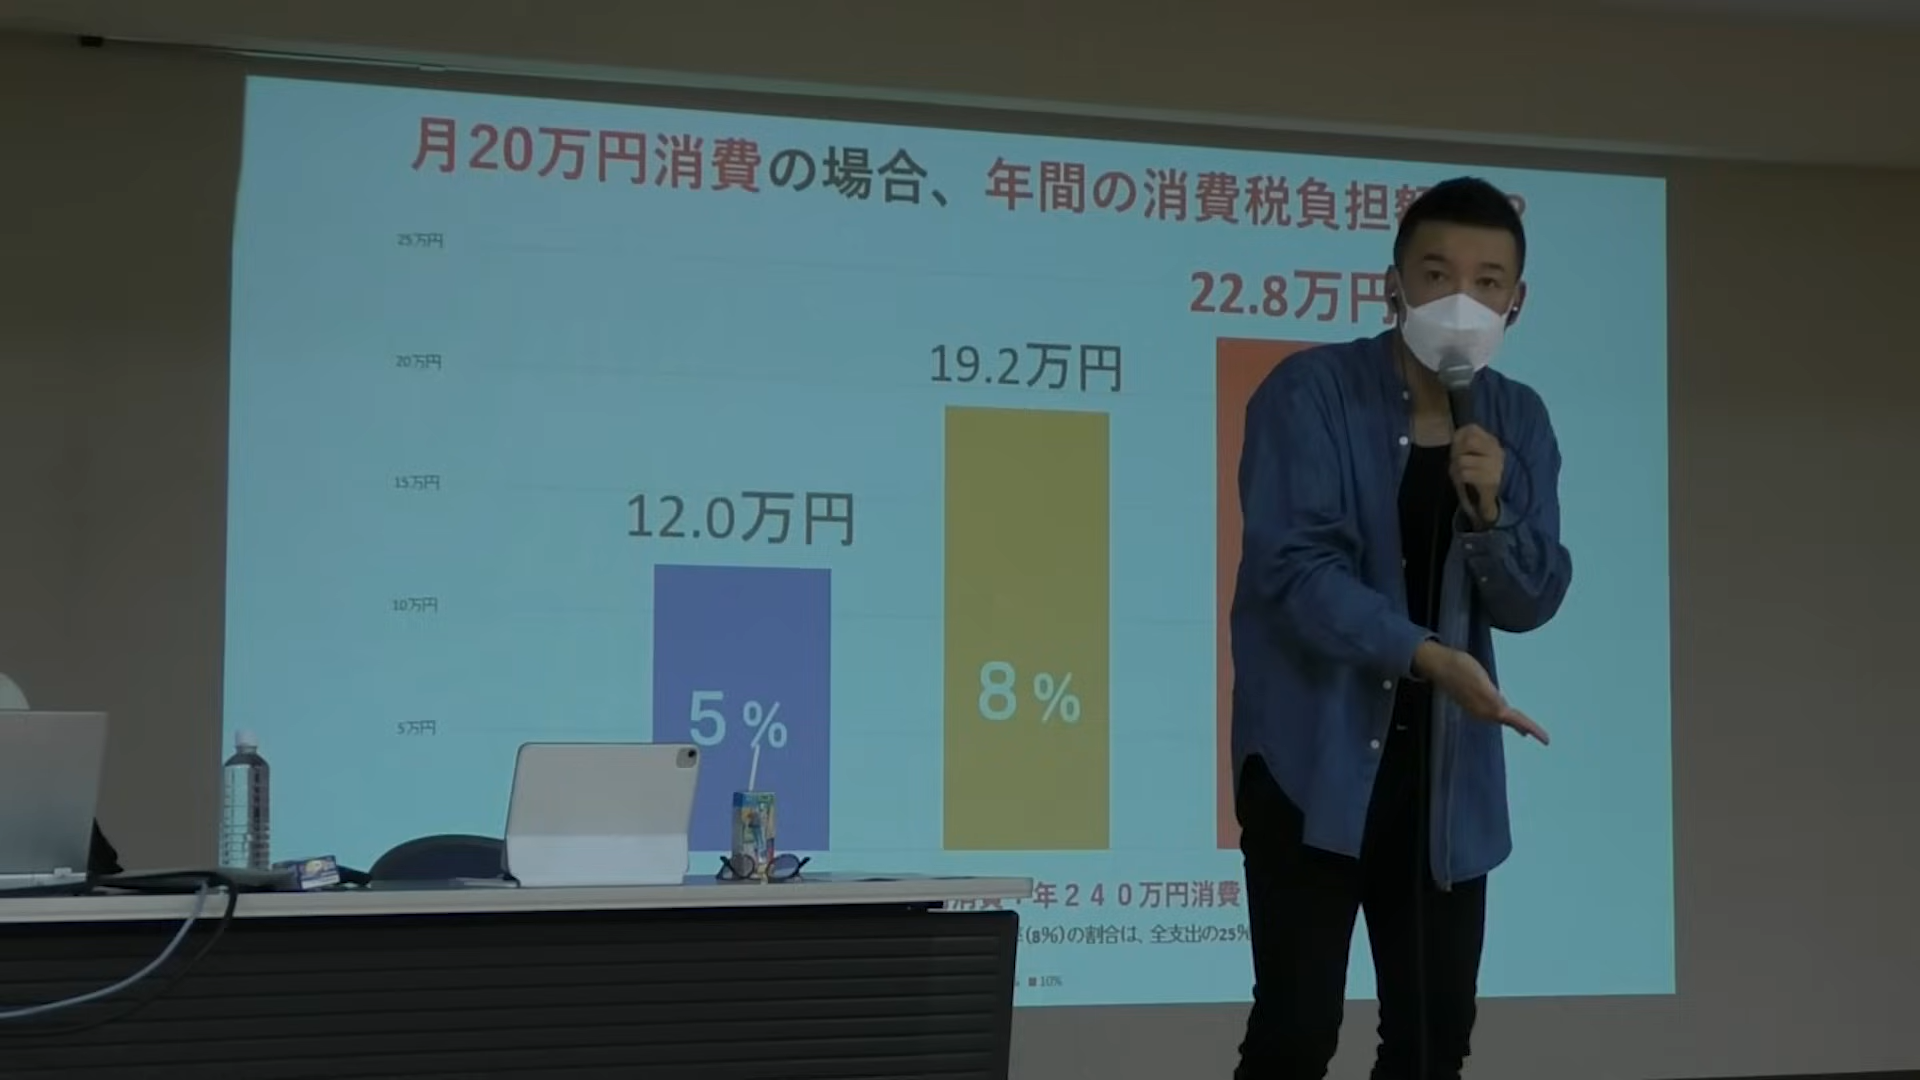 月20万円消費の場合、年間の消費税負担
25万円
20万円
15万円
10万円
5万円
12.0万円
19.2万円
22.8万円
5%
8%
消費・年240万円消費
(8%)の割合は、全支出の25%
10%